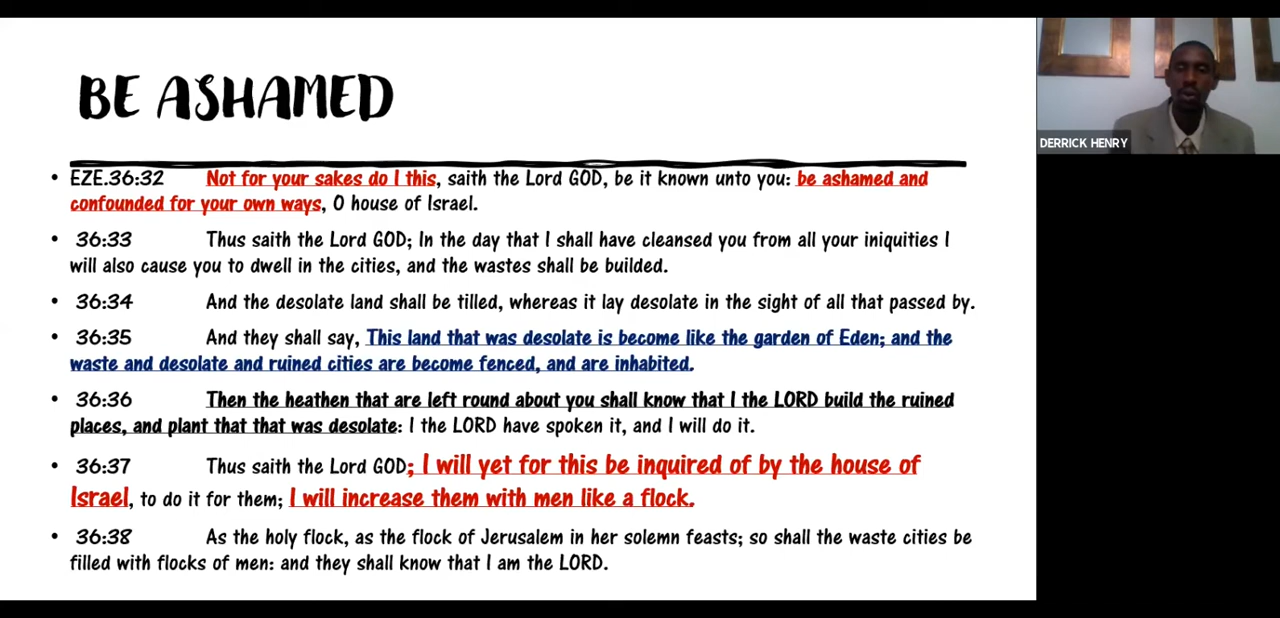 BE ASHAMED
DERRICK HENRY
• EZE.36:32 Not for your sakes do I this, saith the Lord GOD, be it known unto you: be ashamed and
confounded for your own ways, O house of Israel.
• 36:33 Thus saith the Lord GOD; In the day that I shall have cleansed you from all your iniquities I
will also cause you to dwell in the cities, and the wastes shall be builded.
• 36:34 And the desolate land shall be tilled, whereas it lay desolate in the sight of all that passed by.
• 36:35 And they shall say, This land that was desolate is become like the garden of Eden; and the
waste and desolate and ruined cities are become fenced, and are inhabited.
• 36:36 Then the heathen that are left round about you shall know that I the LORD build the ruined
places, and plant that that was desolate: I the LORD have spoken it, and I will do it.
• 36:37 Thus saith the Lord GOD; I will yet for this be inquired of by the house of
Israel, to do it for them; I will increase them with men like a flock.
• 36:38 As the holy flock, as the flock of Jerusalem in her solemn feasts; so shall the waste cities be
filled with flocks of men: and they shall know that I am the LORD.